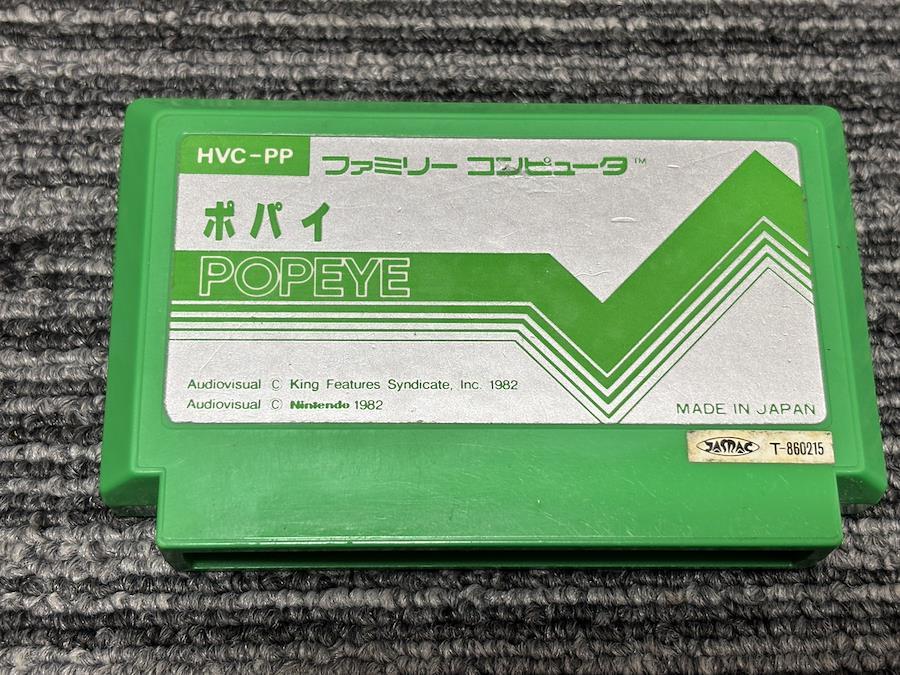 HVC-PP
ファミリー コンピュータ™
ポパイ
POPEYE
Audiovisual © King Features Syndicate, Inc. 1982
Audiovisual © Nintendo 1982
MADE IN JAPAN
JASRAC T-860215